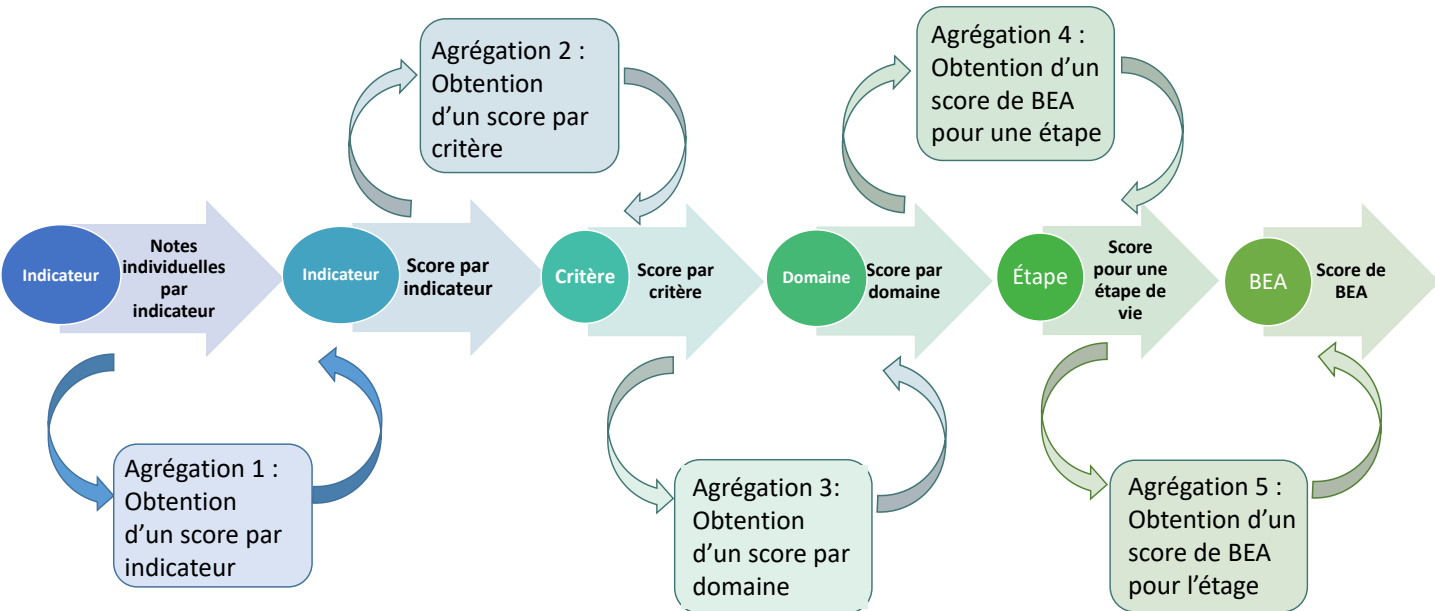 Agrégation 2 :
Obtention
d’un score par
critère
Agrégation 4 :
Obtention d’un
score de BEA
pour une étape
Indicateur
Notes
individuelles
par
indicateur
Indicateur
Score par
indicateur
Critère
Score par
critère
Domaine
Score par
domaine
Étape
Score
pour une
étape de
vie
BEA
Score de
BEA
Agrégation 1 :
Obtention
d’un score par
indicateur
Agrégation 3:
Obtention
d’un score par
domaine
Agrégation 5 :
Obtention d’un
score de BEA
pour l’étage